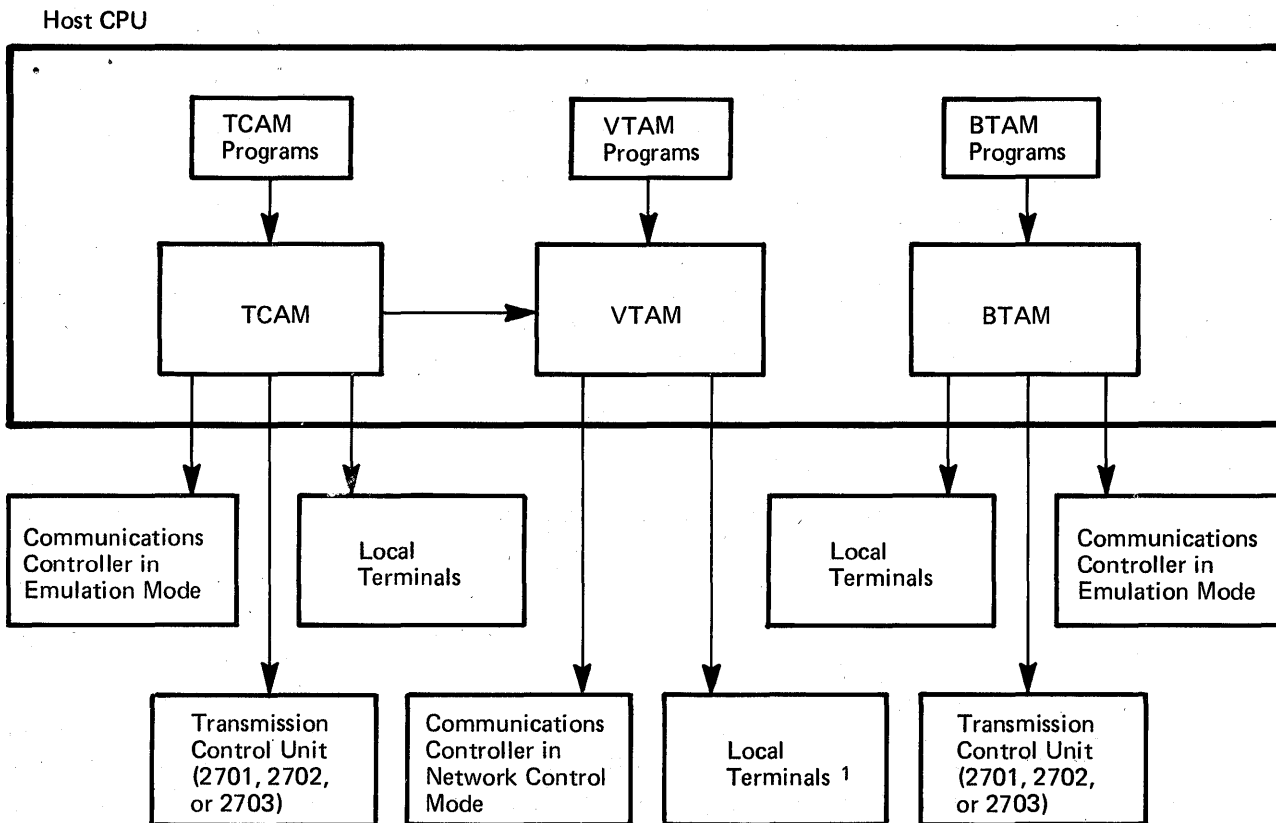 Host CPU
TCAM
Programs
VTAM
Programs
BTAM
Programs
TCAM
VTAM
BTAM
Communications
Controller in
Emulation Mode
Local
Terminals
Local
Terminals
Communications
Controller in
Emulation Mode
Transmission
Control Unit
(2701, 2702,
or 2703)
Communications
Controller in
Network Control
Mode
Local
Terminals 1
Transmission
Control Unit
(2701, 2702,
or 2703)